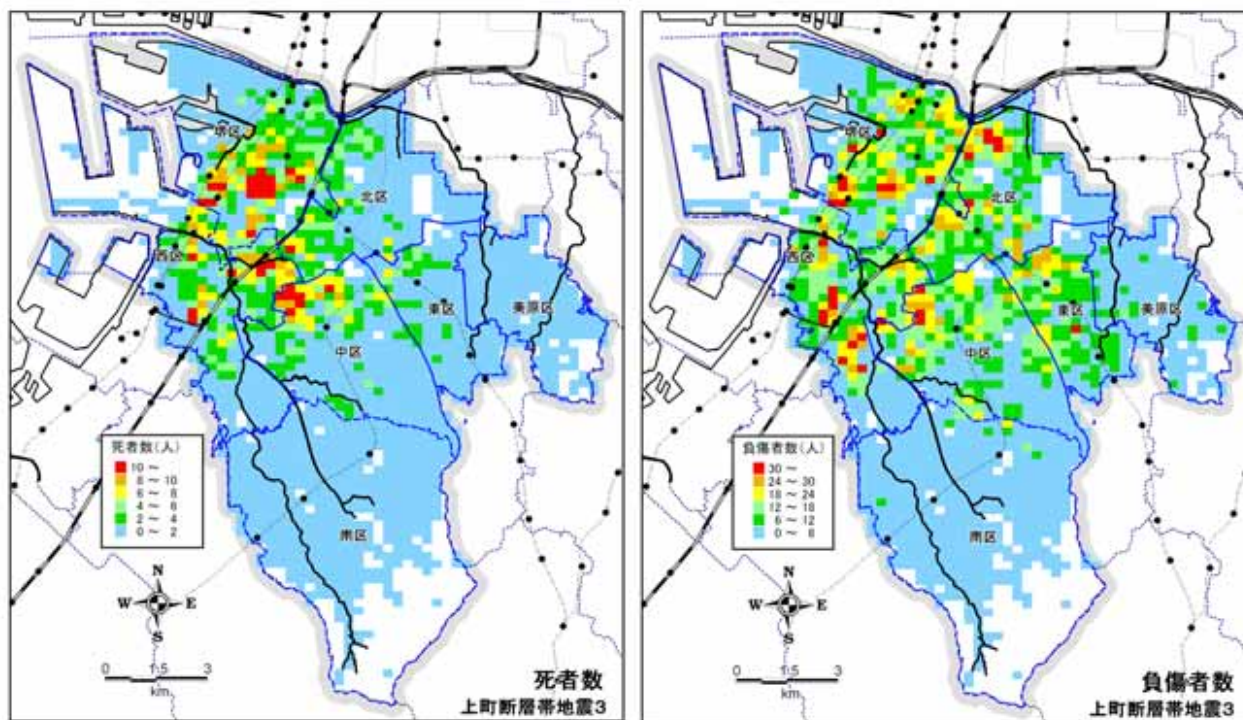 堺区
北区
西区
東区
美原区
中区
南区
死者数(人)
10 ～
8 ～ 10
6 ～ 8
4 ～ 6
2 ～ 4
0 ～ 2
N
W E
S
0 1.5 3
km
死者数
上町断層帯地震3
堺区
北区
西区
東区
美原区
中区
南区
負傷者数(人)
30 ～
24 ～ 30
18 ～ 24
12 ～ 18
6 ～ 12
0 ～ 6
N
W E
S
0 1.5 3
km
負傷者数
上町断層帯地震3